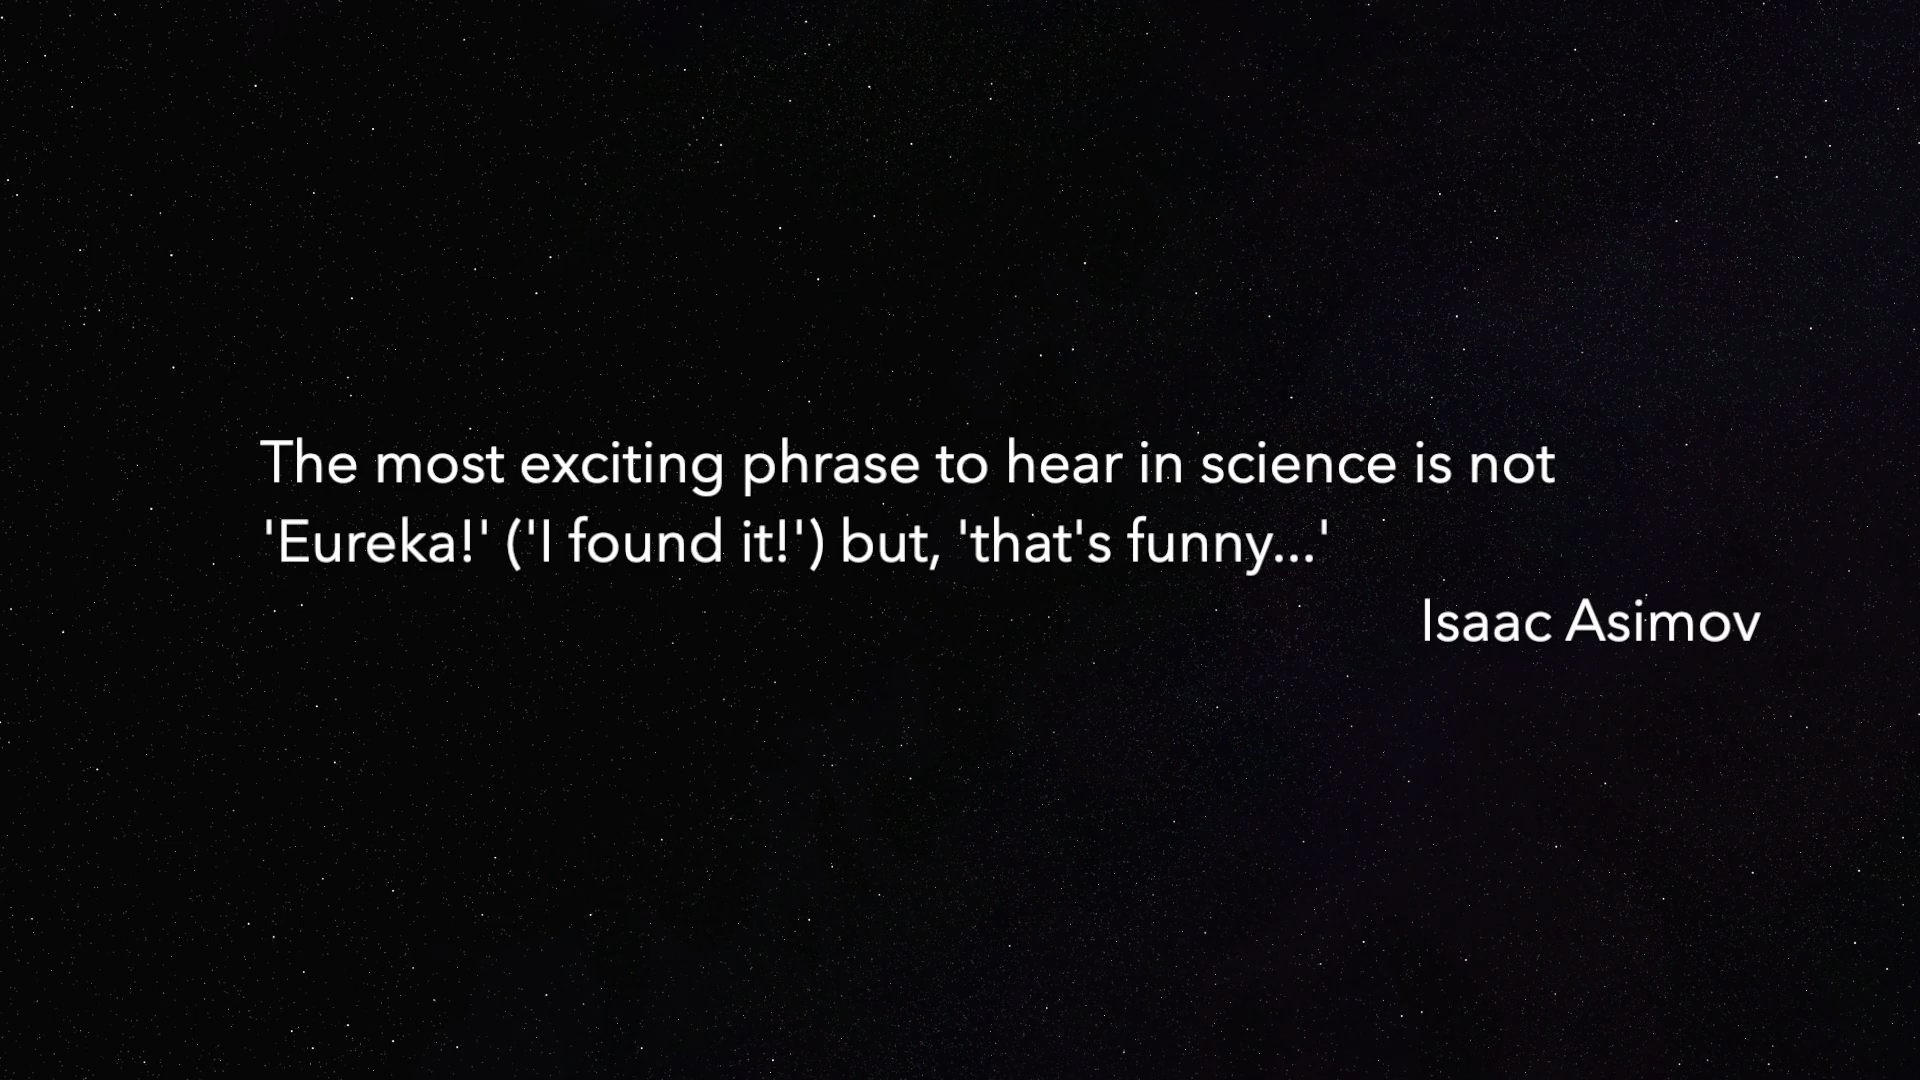 The most exciting phrase to hear in science is not
'Eureka!' ('I found it!') but, 'that's funny...'
Isaac Asimov